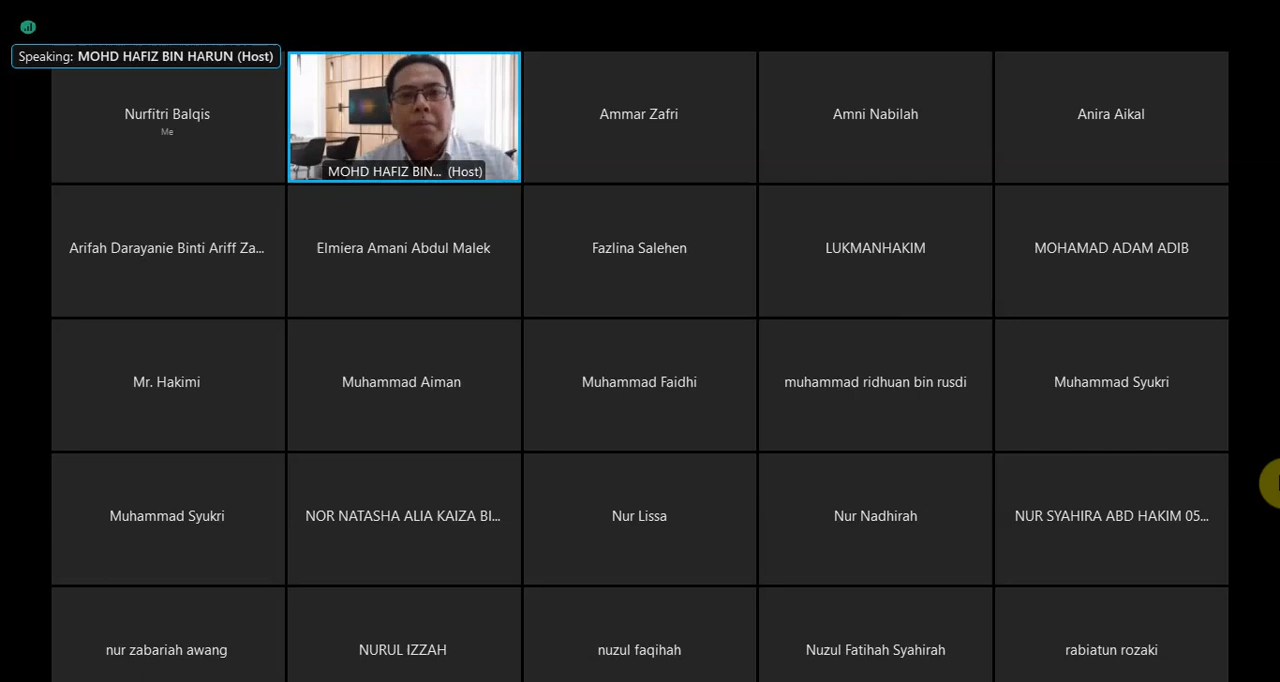 Speaking: MOHD HAFIZ BIN HARUN (Host)
Nurfitri Balqis
Me
MOHD HAFIZ BIN... (Host)
Ammar Zafri
Amni Nabilah
Anira Aikal
Arifah Darayanie Binti Ariff Za...
Elmiera Amani Abdul Malek
Fazlina Salehen
LUKMANHAKIM
MOHAMAD ADAM ADIB
Mr. Hakimi
Muhammad Aiman
Muhammad Faidhi
muhammad ridhuan bin rusdi
Muhammad Syukri
Muhammad Syukri
NOR NATASHA ALIA KAIZA BI...
Nur Lissa
Nur Nadhirah
NUR SYAHIRA ABD HAKIM 05...
nur zabariah awang
NURUL IZZAH
nuzul faqihah
Nuzul Fatihah Syahirah
rabiatun rozaki